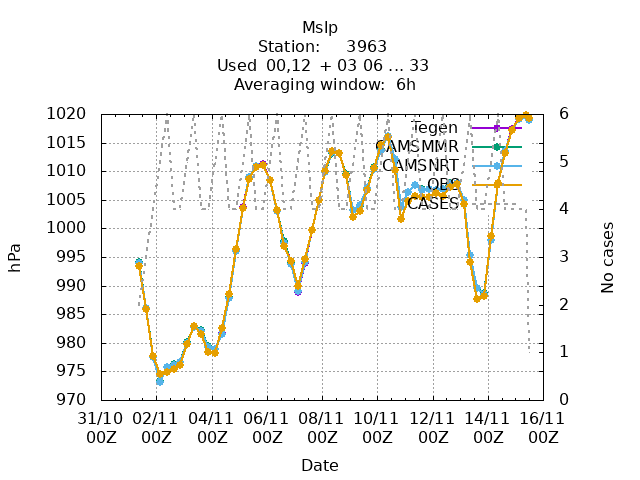 Mslp
Station: 3963
Used 00,12 + 03 06 ... 33
Averaging window: 6h
1020
1015
1010
1005
1000
995
990
985
980
975
970
hPa
6
5
4
3
2
1
0
No cases
Tegen
CAMSMMR
CAMSNRT
OBS
CASES
31/10 02/11 04/11 06/11 08/11 10/11 12/11 14/11 16/11
00Z 00Z 00Z 00Z 00Z 00Z 00Z 00Z 00Z
Date